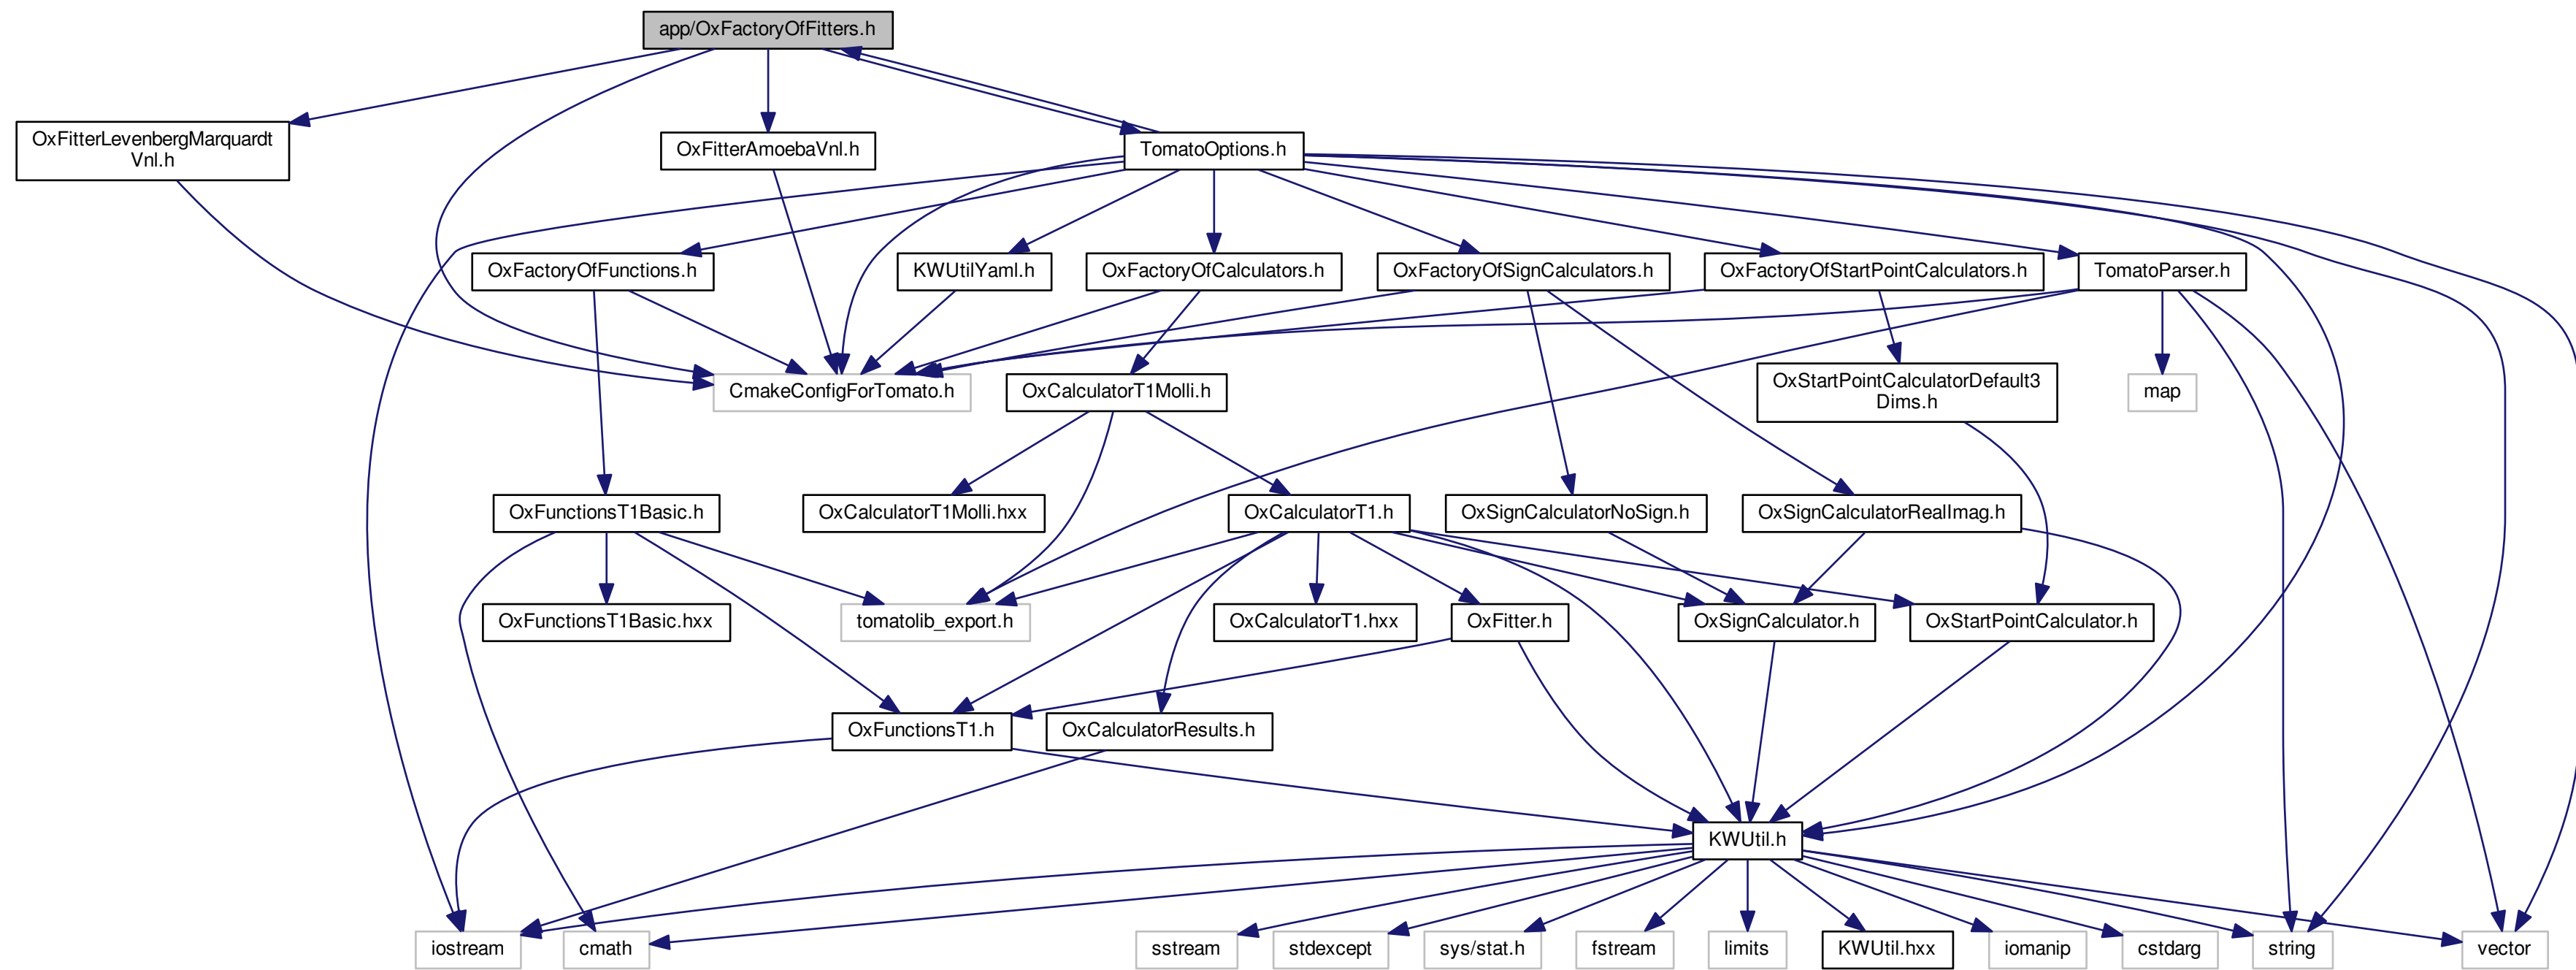 app/OxFactoryOfFitters.h
OxFitterLevenbergMarquardt
Vnl.h
OxFitterAmoebaVnl.h
TomatoOptions.h
OxFactoryOfFunctions.h
KWUtilYaml.h
OxFactoryOfCalculators.h
OxFactoryOfSignCalculators.h
OxFactoryOfStartPointCalculators.h
TomatoParser.h
CmakeConfigForTomato.h
OxCalculatorT1Molli.h
OxStartPointCalculatorDefault3
Dims.h
map
OxFunctionsT1Basic.h
OxCalculatorT1Molli.hxx
OxCalculatorT1.h
OxSignCalculatorNoSign.h
OxSignCalculatorRealImag.h
OxFunctionsT1Basic.hxx
tomatolib_export.h
OxCalculatorT1.hxx
OxFitter.h
OxSignCalculator.h
OxStartPointCalculator.h
OxFunctionsT1.h
OxCalculatorResults.h
KWUtil.h
iostream
cmath
sstream
stdexcept
sys/stat.h
fstream
limits
KWUtil.hxx
iomanip
cstdarg
string
vector